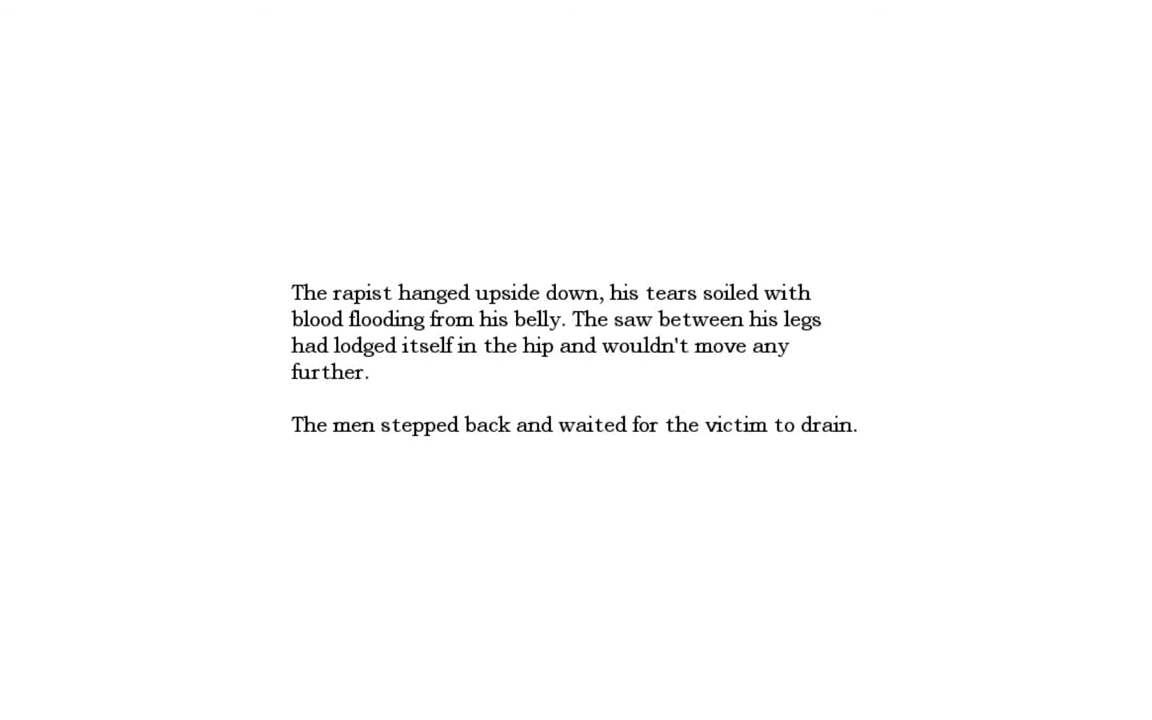 The rapist hanged upside down, his tears soiled with
blood flooding from his belly. The saw between his legs
had lodged itself in the hip and wouldn't move any
further.
The men stepped back and waited for the victim to drain.